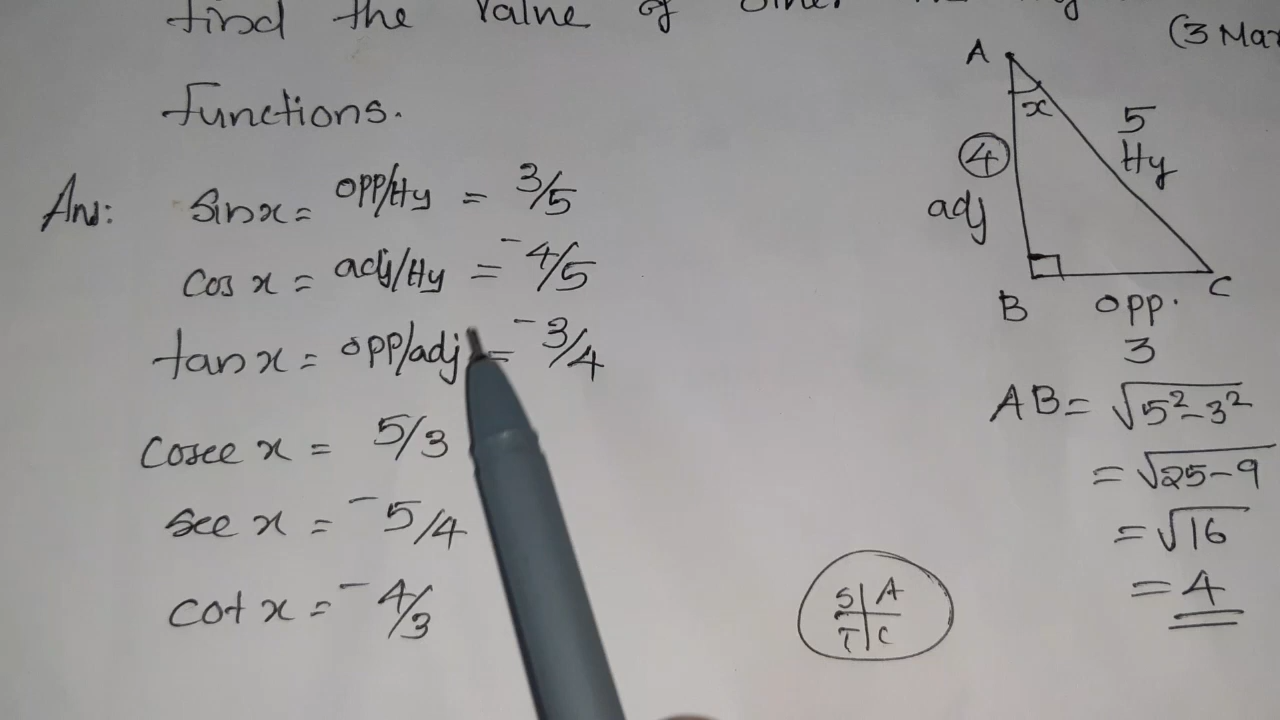 find the value of
(3 Mar
functions.
Ans: sin x = opp/Hy = 3/5
cos x = adj/Hy = -4/5
tan x = opp/adj = -3/4
cosec x = 5/3
sec x = -5/4
cot x = -4/3
A
x
5
Hy
4
adj
B opp. C
3
AB = √5²-3²
= √25-9
= √16
= 4
S A
T C